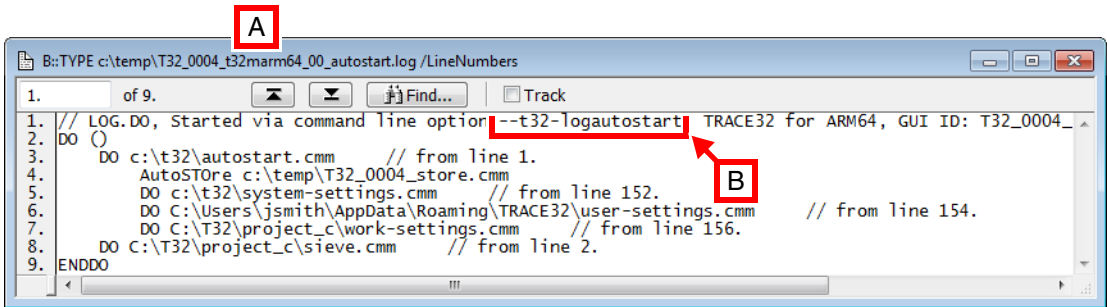 A
B::TYPE c:\temp\T32_0004_t32marm64_00_autostart.log /LineNumbers
1. of 9. Find... Track
1. // LOG.DO, Started via command line option --t32-logautostart TRACE32 for ARM64, GUI ID: T32_0004_
2. DO ()
3. DO c:\t32\autostart.cmm // from line 1.
4. AutoSTOre c:\temp\T32_0004_store.cmm
5. DO c:\t32\system-settings.cmm // from line 152.
6. DO C:\Users\jsmith\AppData\Roaming\TRACE32\user-settings.cmm // from line 154.
7. DO C:\T32\project_c\work-settings.cmm // from line 156.
8. DO C:\T32\project_c\sieve.cmm // from line 2.
9. ENDDO
B